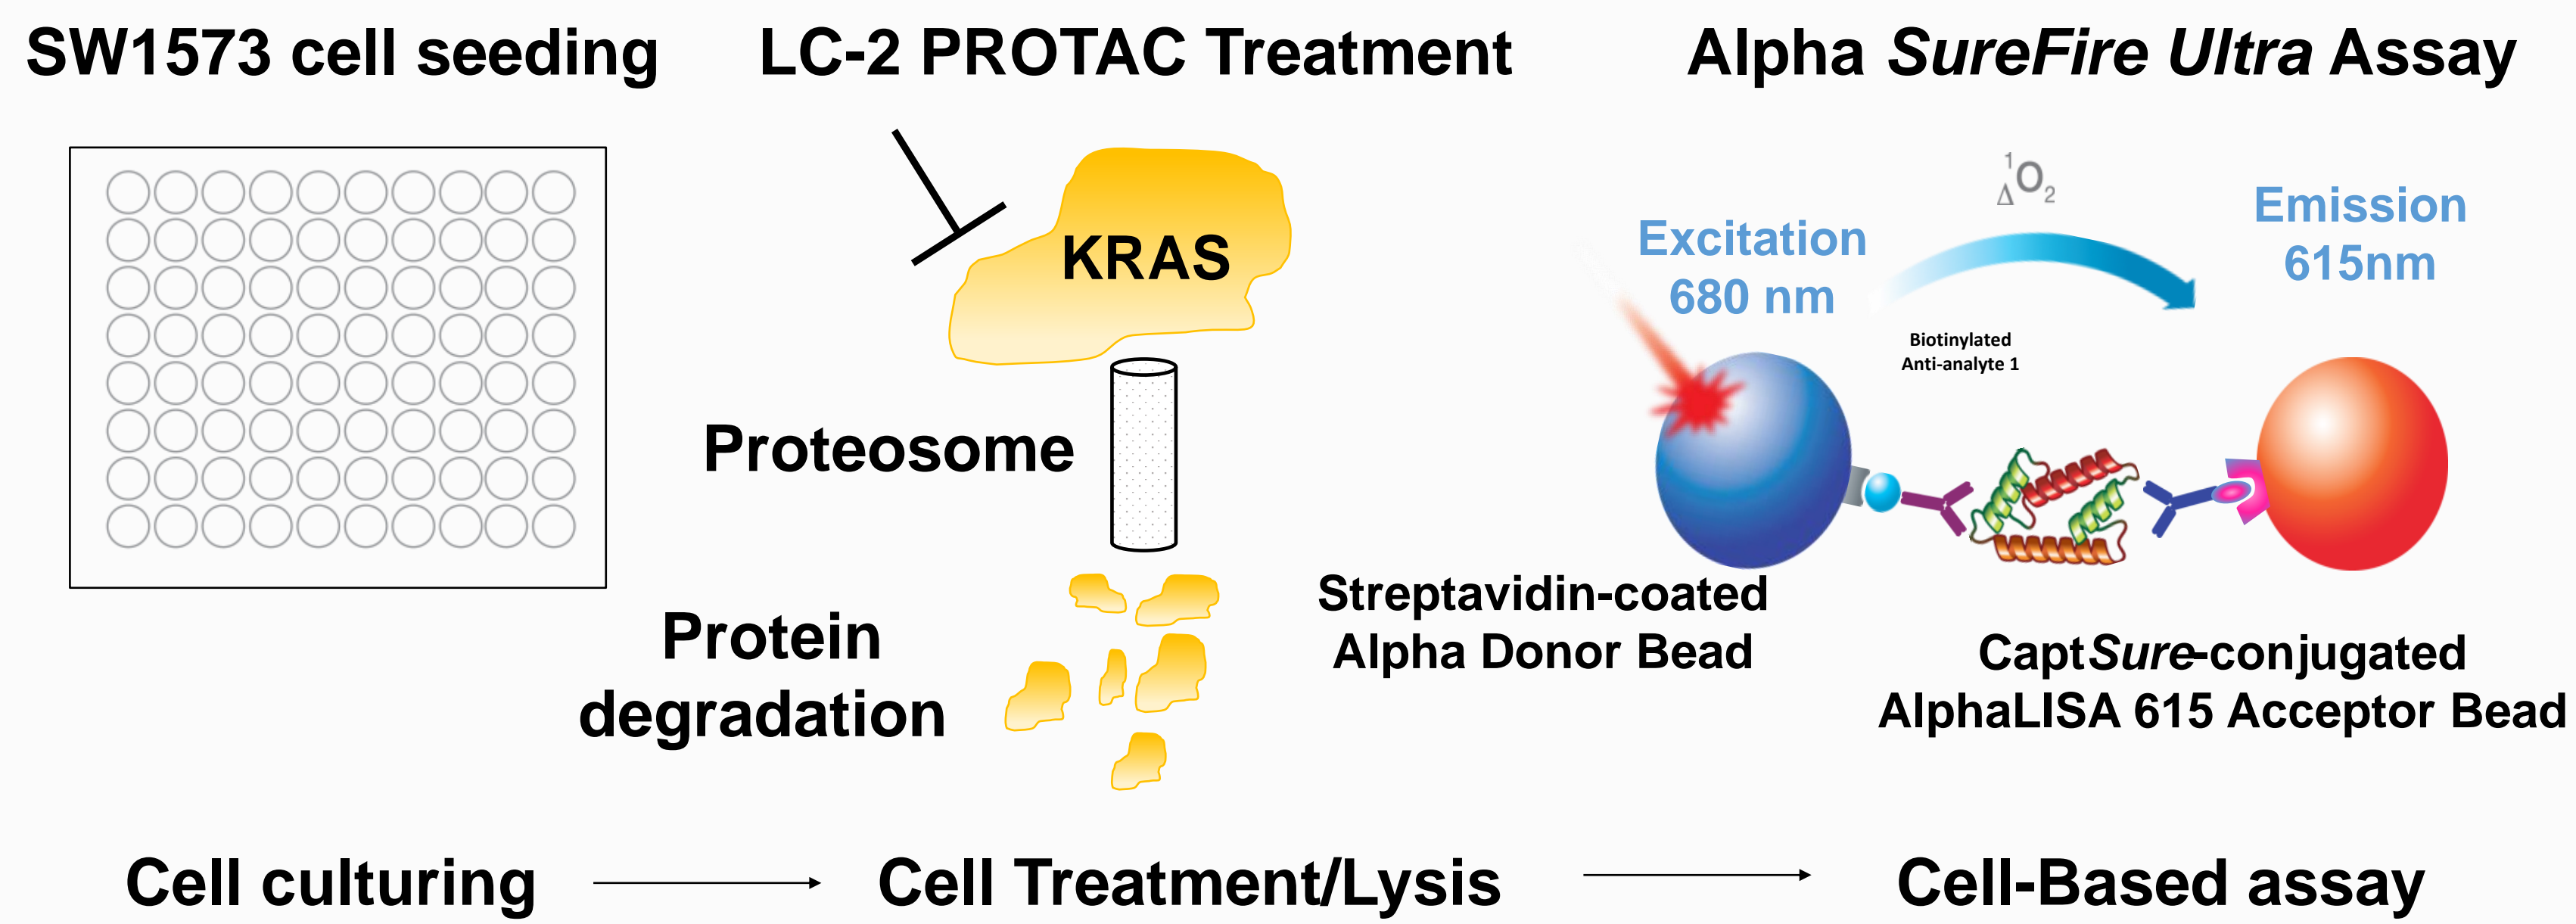 SW1573 cell seeding
LC-2 PROTAC Treatment
Alpha SureFire Ultra Assay
KRAS
Proteosome
Protein
degradation
Excitation
680 nm
¹ΔO₂
Emission
615nm
Biotinylated
Anti-analyte 1
Streptavidin-coated
Alpha Donor Bead
CaptSure-conjugated
AlphaLISA 615 Acceptor Bead
Cell culturing
Cell Treatment/Lysis
Cell-Based assay